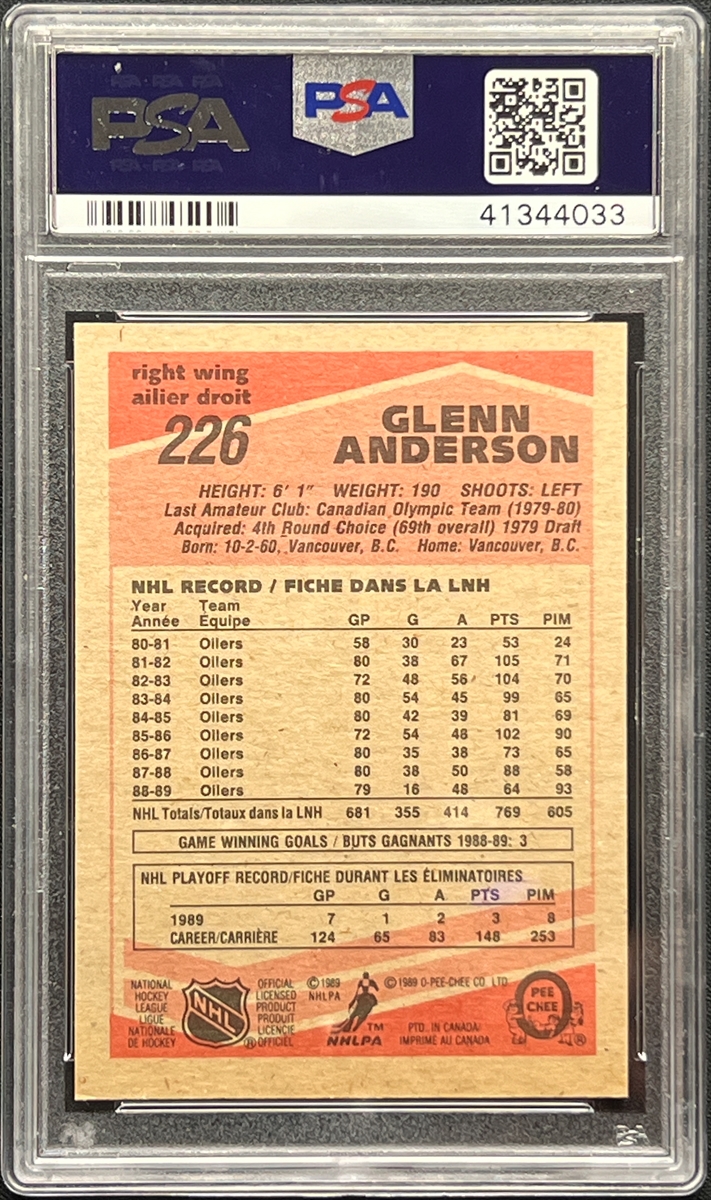 PSA
PSA
41344033
right wing
ailier droit
226
GLENN
ANDERSON
HEIGHT: 6' 1" WEIGHT: 190 SHOOTS: LEFT
Last Amateur Club: Canadian Olympic Team (1979-80)
Acquired: 4th Round Choice (69th overall) 1979 Draft
Born: 10-2-60, Vancouver, B.C. Home: Vancouver, B.C.
NHL RECORD / FICHE DANS LA LNH
Year Team
Année Équipe GP G A PTS PIM
80-81 Oilers 58 30 23 53 24
81-82 Oilers 80 38 67 105 71
82-83 Oilers 72 48 56 104 70
83-84 Oilers 80 54 45 99 65
84-85 Oilers 80 42 39 81 69
85-86 Oilers 72 54 48 102 90
86-87 Oilers 80 35 38 73 65
87-88 Oilers 80 38 50 88 58
88-89 Oilers 79 16 48 64 93
NHL Totals/Totaux dans la LNH 681 355 414 769 605
GAME WINNING GOALS / BUTS GAGNANTS 1988-89: 3
NHL PLAYOFF RECORD/FICHE DURANT LES ÉLIMINATOIRES
GP G A PTS PIM
1989 7 1 2 3 8
CAREER/CARRIÈRE 124 65 83 148 253
NATIONAL
HOCKEY
LEAGUE
LIGUE
NATIONALE
DE HOCKEY
NHL
OFFICIAL
LICENSED
PRODUCT
PRODUIT
LICENCIÉ
® OFFICIEL
© 1989
NHLPA
NHLPA™
© 1989 O-PEE-CHEE CO. LTD.
PTD. IN CANADA
IMPRIMÉ AU CANADA
O
PEE
CHEE
®
PSA